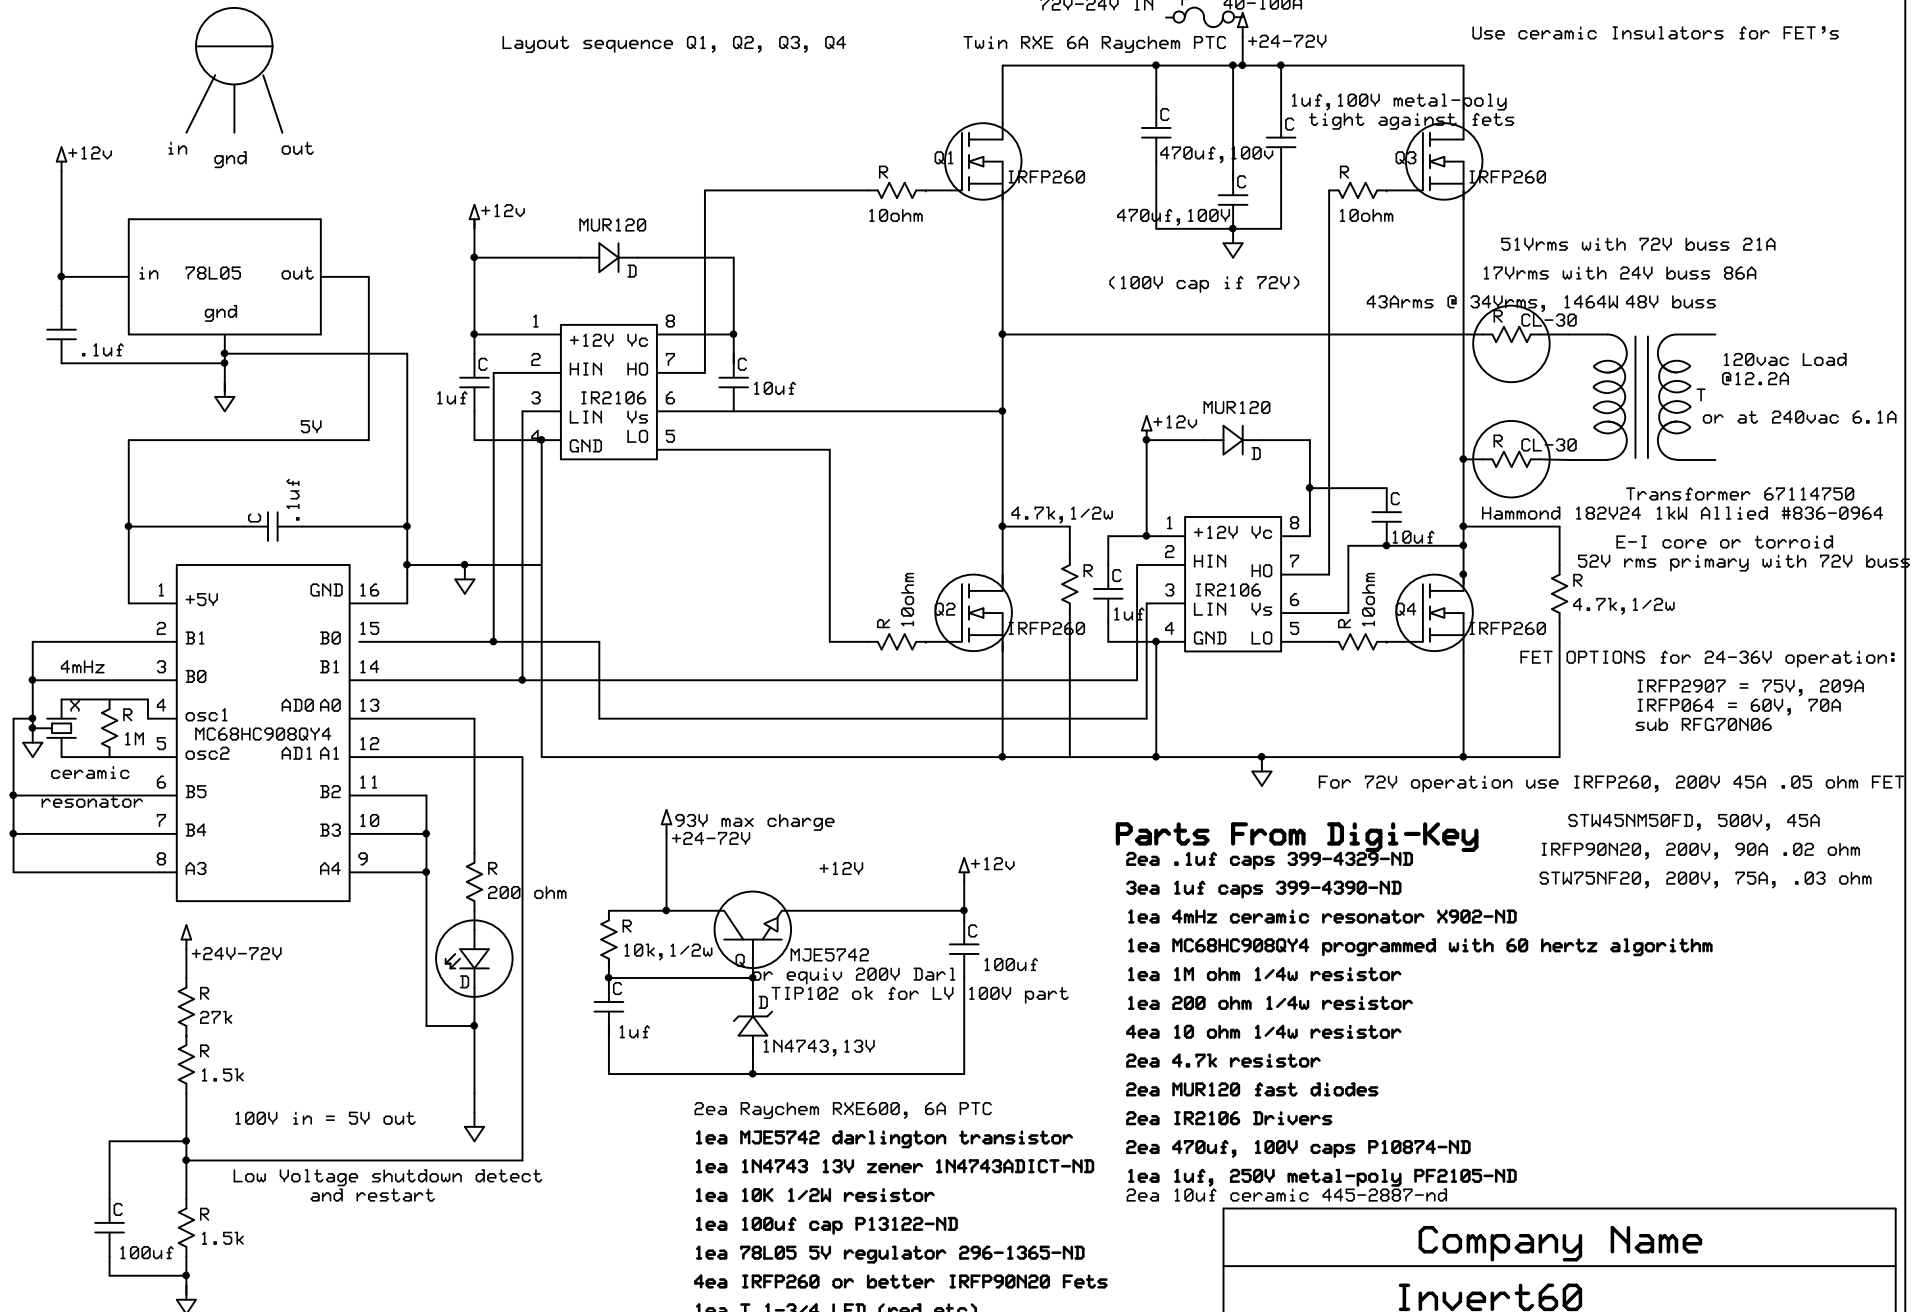 72V-24V IN
40-100A
Layout sequence Q1, Q2, Q3, Q4
Twin RXE 6A Raychem PTC
+24-72V
Use ceramic Insulators for FET's
in
gnd
out
+12v
in
78L05
out
gnd
.1uf
5V
C
.1uf
+12v
MUR120
D
1
+12V
Vc
8
2
HIN
HO
7
3
IR2106
LIN
Vs
6
4
GND
LO
5
C
1uf
C
10uf
R
10ohm
Q1
IRFP260
C
470uf,100v
C
470uf,100V
C
1uf,100V metal-poly
tight against fets
(100V cap if 72V)
R
10ohm
Q3
IRFP260
51Vrms with 72V buss 21A
17Vrms with 24V buss 86A
43Arms @ 34Vrms, 1464W 48V buss
R
CL-30
R
CL-30
120vac Load
@12.2A
T
or at 240vac 6.1A
Transformer 67114750
Hammond 182V24 1kW Allied #836-0964
E-I core or torroid
52V rms primary with 72V buss
+12v
MUR120
D
1
+12V
Vc
8
2
HIN
HO
7
3
IR2106
LIN
Vs
6
4
GND
LO
5
C
1uf
C
10uf
4.7k,1/2w
R
R
10ohm
Q2
IRFP260
R
10ohm
Q4
IRFP260
R
4.7k,1/2w
FET OPTIONS for 24-36V operation:
IRFP2907 = 75V, 209A
IRFP064 = 60V, 70A
sub RFG70N06
For 72V operation use IRFP260, 200V 45A .05 ohm FET
STW45NM50FD, 500V, 45A
IRFP90N20, 200V, 90A .02 ohm
STW75NF20, 200V, 75A, .03 ohm
1
+5V
GND
16
2
B1
B0
15
4mHz
3
B0
B1
14
X
R
1M
4
osc1
AD0 A0
13
MC68HC908QY4
5
osc2
AD1 A1
12
ceramic
resonator
6
B5
B2
11
7
B4
B3
10
8
A3
A4
9
R
200 ohm
D
+24V-72V
R
27k
R
1.5k
100V in = 5V out
Low Voltage shutdown detect
and restart
C
100uf
R
1.5k
93V max charge
+24-72V
+12V
+12v
R
10k,1/2w
Q
MJE5742
or equiv 200V Darl
TIP102 ok for LV 100V part
C
100uf
C
1uf
D
1N4743,13V
2ea Raychem RXE600, 6A PTC
1ea MJE5742 darlington transistor
1ea 1N4743 13V zener 1N4743ADICT-ND
1ea 10K 1/2W resistor
1ea 100uf cap P13122-ND
1ea 78L05 5V regulator 296-1365-ND
4ea IRFP260 or better IRFP90N20 Fets
1ea T 1-3/4 LED (red etc)
Parts From Digi-Key
2ea .1uf caps 399-4329-ND
3ea 1uf caps 399-4390-ND
1ea 4mHz ceramic resonator X902-ND
1ea MC68HC908QY4 programmed with 60 hertz algorithm
1ea 1M ohm 1/4w resistor
1ea 200 ohm 1/4w resistor
4ea 10 ohm 1/4w resistor
2ea 4.7k resistor
2ea MUR120 fast diodes
2ea IR2106 Drivers
2ea 470uf, 100V caps P10874-ND
1ea 1uf, 250V metal-poly PF2105-ND
2ea 10uf ceramic 445-2887-nd
Company Name
Invert60